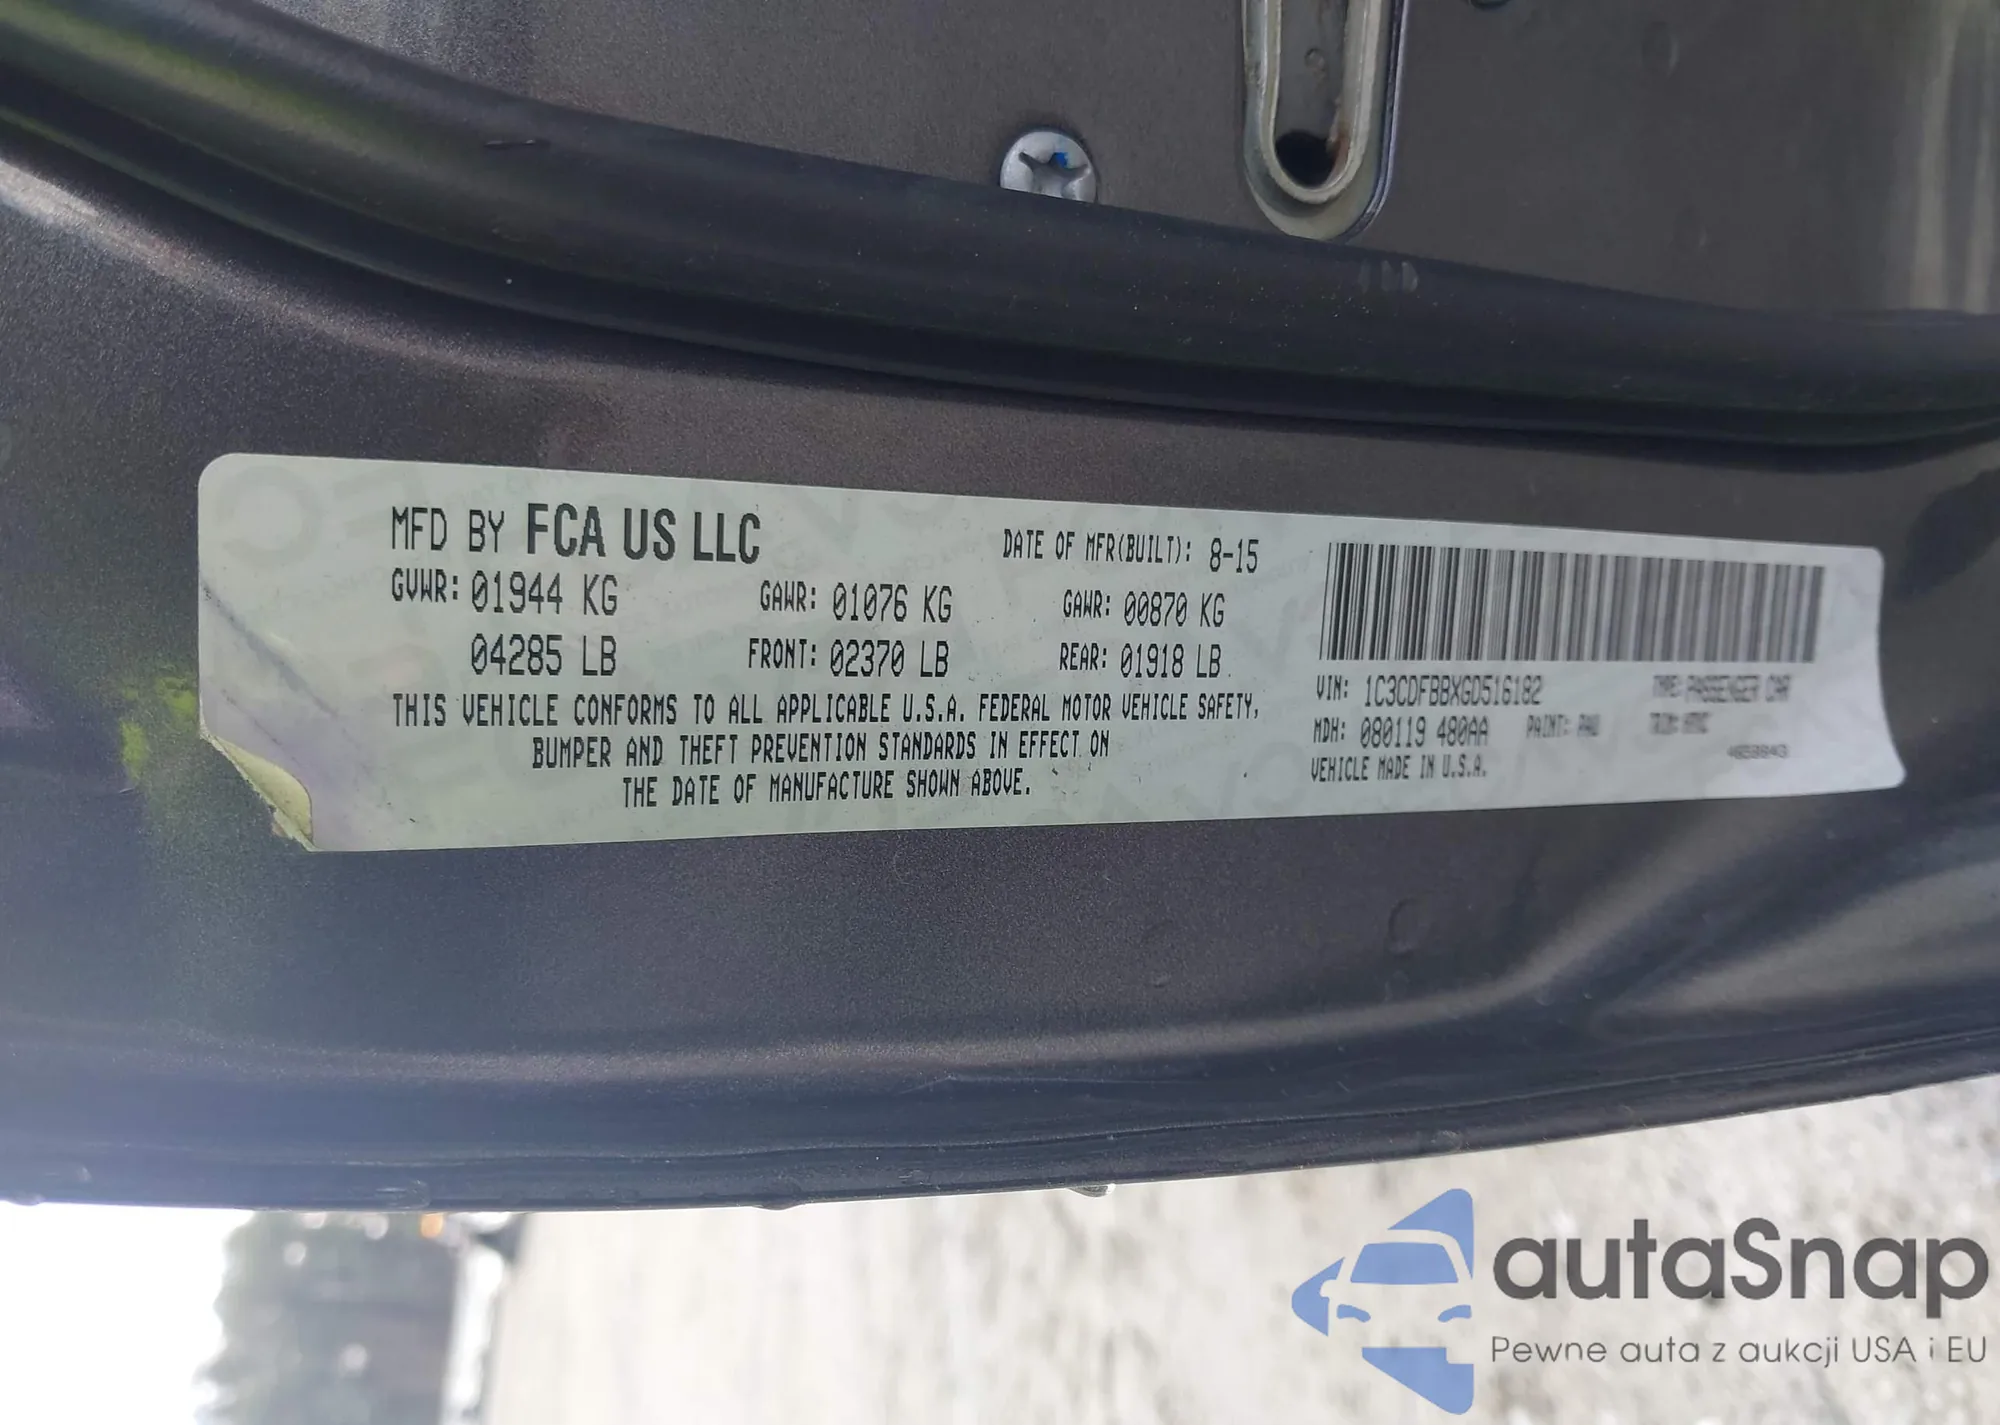 MFD BY FCA US LLC
DATE OF MFR(BUILT): 8-15
GVWR: 01944 KG
GAWR: 01076 KG
GAWR: 00870 KG
04285 LB
FRONT: 02370 LB
REAR: 01918 LB
THIS VEHICLE CONFORMS TO ALL APPLICABLE U.S.A. FEDERAL MOTOR VEHICLE SAFETY,
BUMPER AND THEFT PREVENTION STANDARDS IN EFFECT ON
THE DATE OF MANUFACTURE SHOWN ABOVE.
VIN: 1C3CDFBBXGD516182
TYPE: PASSENGER CAR
MDH: 080119 480AA
PAINT: PAU
TRIM:
VEHICLE MADE IN U.S.A.
autaSnap
Pewne auta z aukcji USA i EU